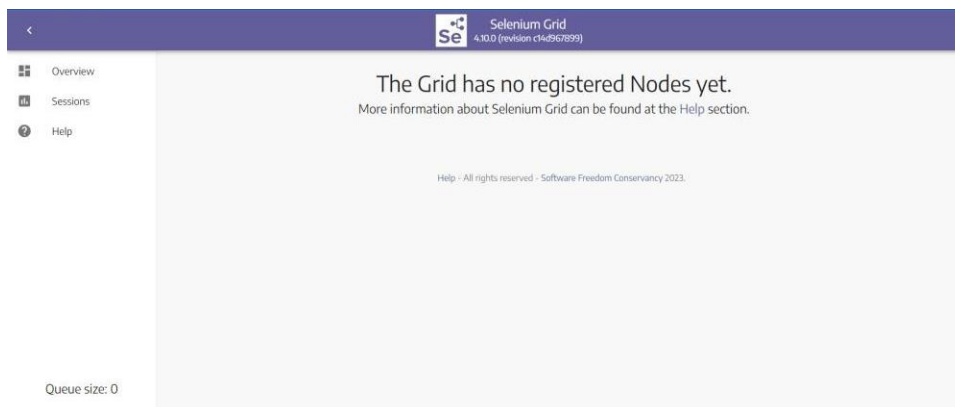 Se
Selenium Grid
4.10.0 (revision c14d967899)
Overview
Sessions
Help
The Grid has no registered Nodes yet.
More information about Selenium Grid can be found at the Help section.
Help - All rights reserved - Software Freedom Conservancy 2023.
Queue size: 0